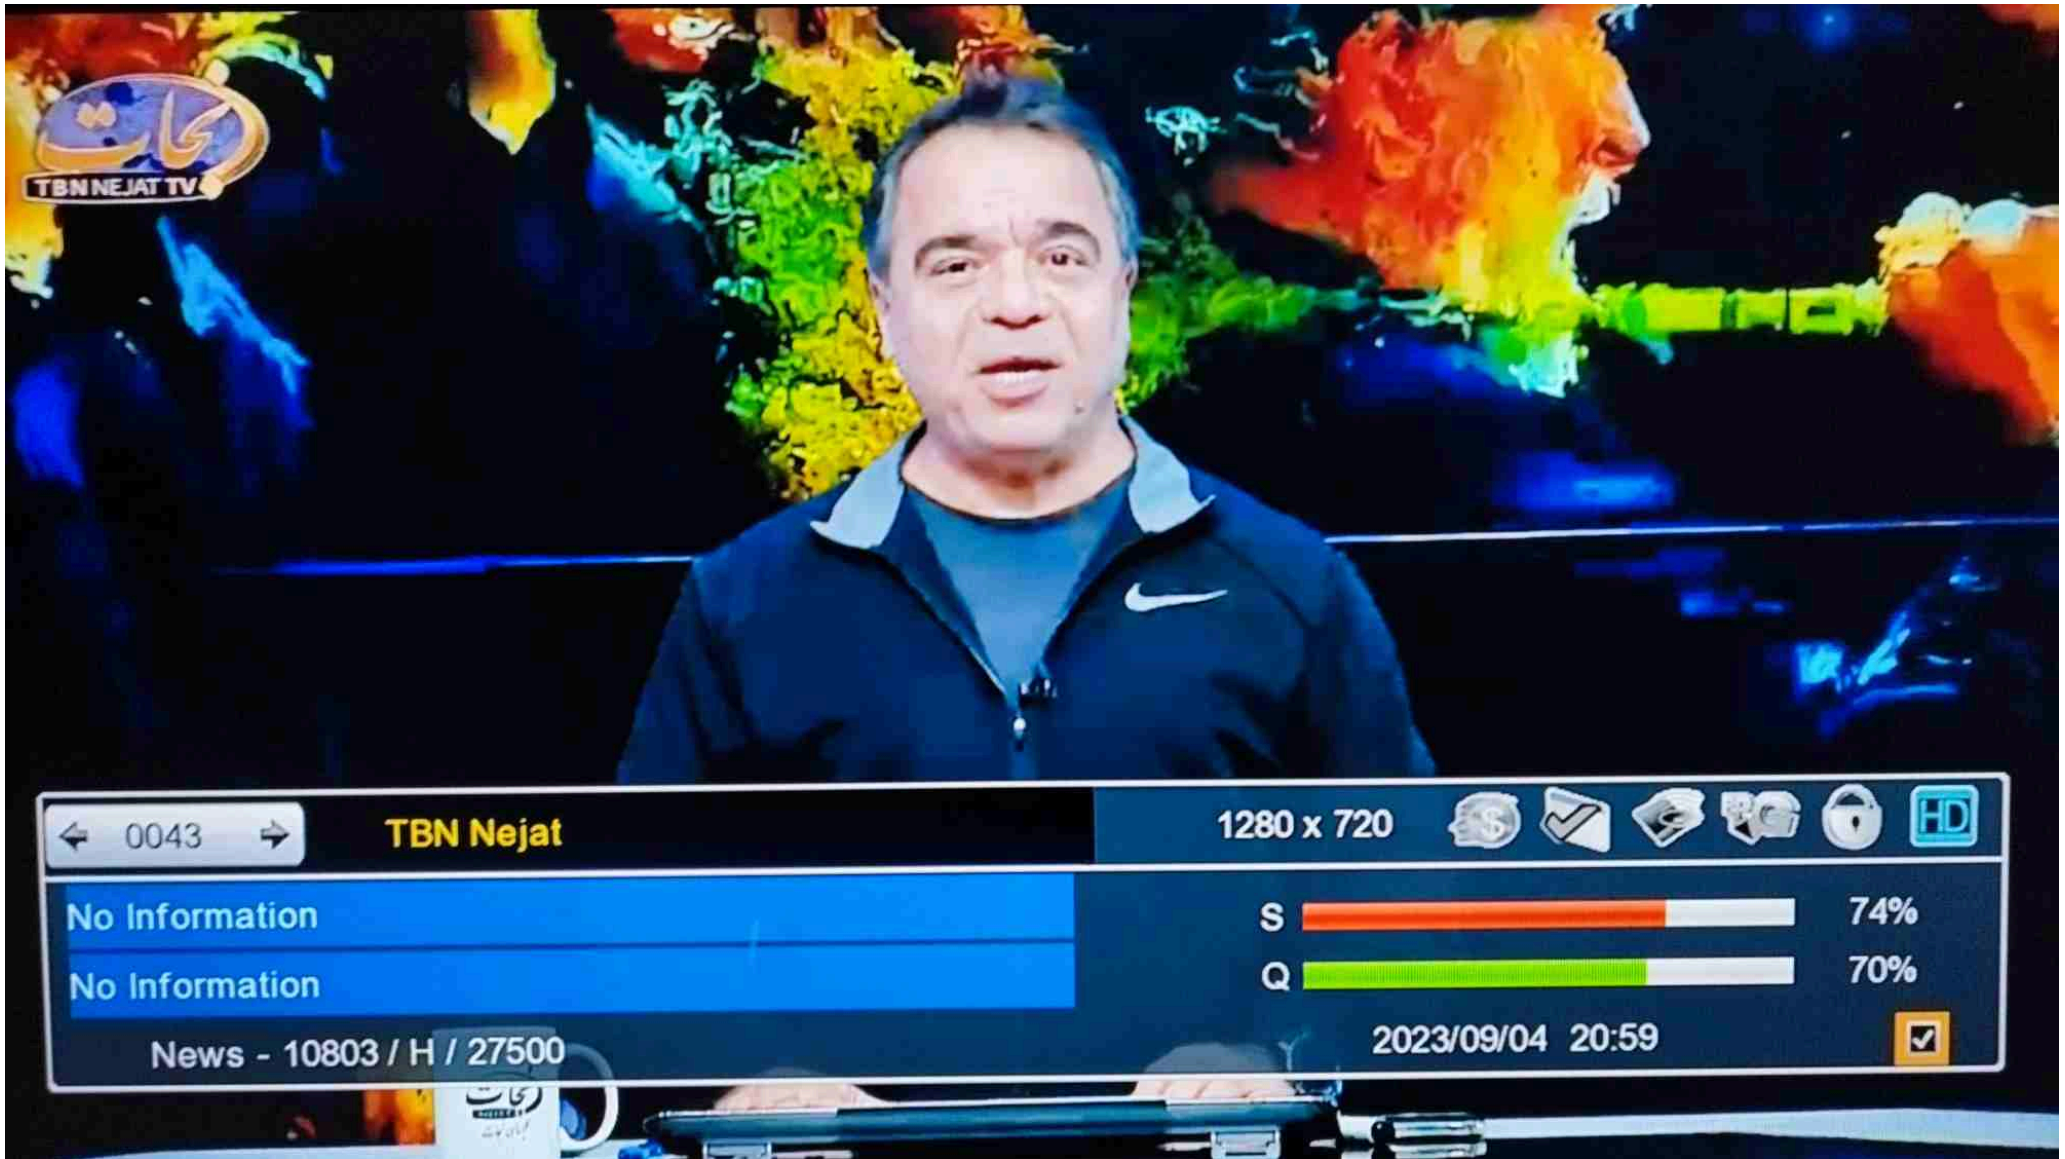 نجات
TBN NEJAT TV
0043
TBN Nejat
1280 x 720
HD
No Information
S 74%
No Information
Q 70%
News - 10803 / H / 27500
2023/09/04 20:59
نجات